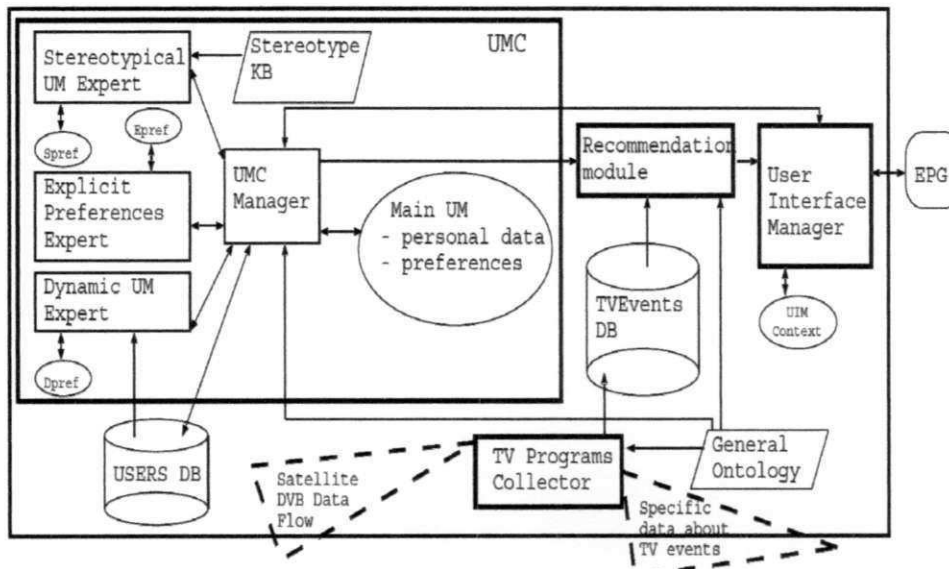 UMC
Stereotypical
UM Expert
Stereotype
KB
Spref
Epref
Explicit
Preferences
Expert
UMC
Manager
Main UM
- personal data
- preferences
Dynamic UM
Expert
Dpref
USERS DB
Recommendation
module
User
Interface
Manager
EPG
UIM
Context
TVEvents
DB
TV Programs
Collector
General
Ontology
Satellite
DVB Data
Flow
Specific
data about
TV events